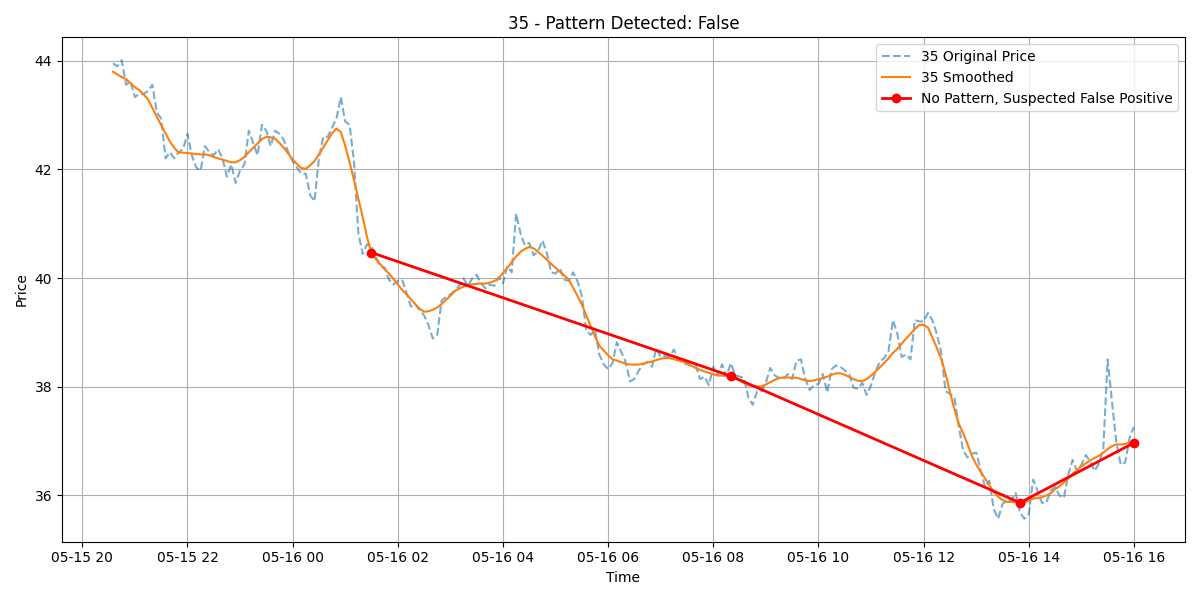 35 - Pattern Detected: False
35 Original Price
35 Smoothed
No Pattern, Suspected False Positive
Price
44
42
40
38
36
05-15 20
05-15 22
05-16 00
05-16 02
05-16 04
05-16 06
05-16 08
05-16 10
05-16 12
05-16 14
05-16 16
Time